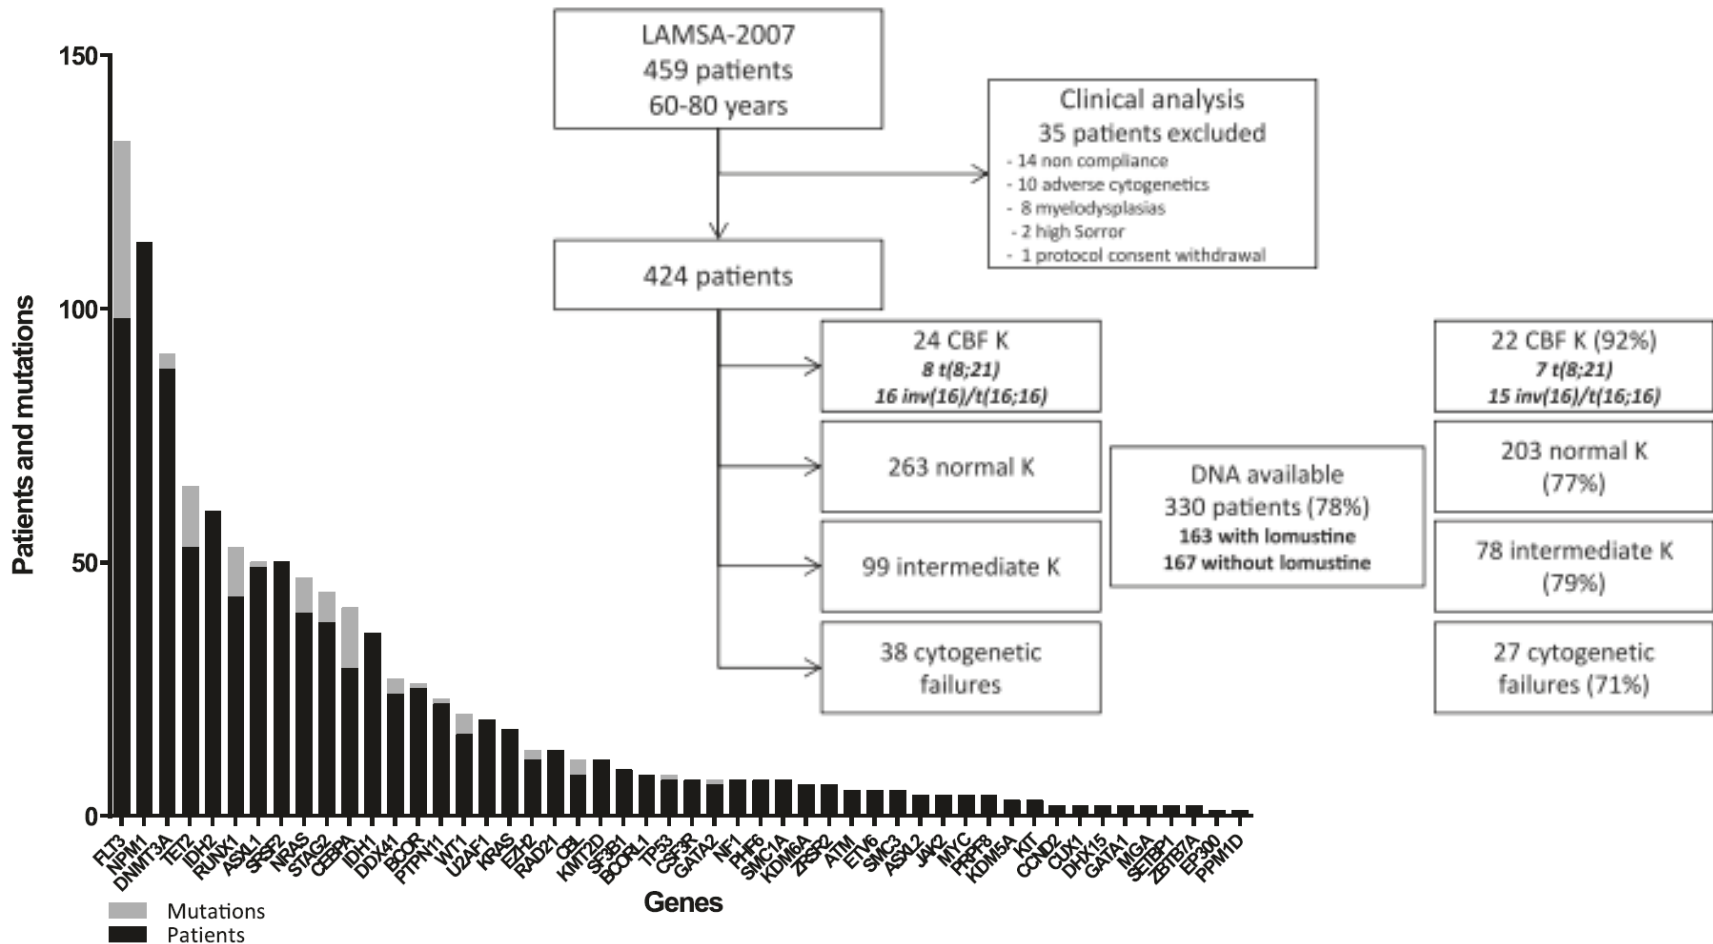 LAMSA-2007
459 patients
60-80 years
Clinical analysis
35 patients excluded
- 14 non compliance
- 10 adverse cytogenetics
- 8 myelodysplasias
- 2 high Sorror
- 1 protocol consent withdrawal
424 patients
24 CBF K
8 t(8;21)
16 inv(16)/t(16;16)
263 normal K
99 intermediate K
38 cytogenetic
failures
DNA available
330 patients (78%)
163 with lomustine
167 without lomustine
22 CBF K (92%)
7 t(8;21)
15 inv(16)/t(16;16)
203 normal K
(77%)
78 intermediate K
(79%)
27 cytogenetic
failures (71%)
Patients and mutations
150
100
50
0
FLT3
NPM1
DNMT3A
TET2
IDH2
RUNX1
ASXL1
SRSF2
NRAS
STAG2
CEBPA
IDH1
DDX41
BCOR
PTPN11
WT1
U2AF1
KRAS
EZH2
RAD21
CBL
KMT2D
SF3B1
BCORL1
TP53
CSF3R
GATA2
NF1
PHF6
SMC1A
KDM6A
ZRSR2
ATM
ETV6
SMC3
ASXL2
JAK2
MYC
PRPF8
KDM5A
KIT
CCND2
CUX1
DHX15
GATA1
MGA
SETBP1
ZBTB7A
EP300
PPM1D
Genes
Mutations
Patients